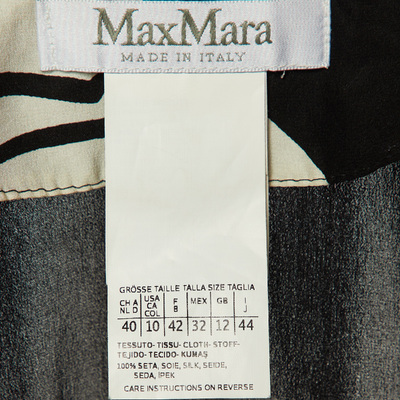 MaxMara
MADE IN ITALY
GRÖSSE TAILLE TALLA SIZE TAGLIA
CH A NL D USA CA COL F B MEX GB I J
40 10 42 32 12 44
TESSUTO- TISSU- CLOTH- STOFF-
TEJIDO- TECIDO- KUMAŞ
100% SETA, SOIE, SILK, SEIDE,
SEDA, İPEK
CARE INSTRUCTIONS ON REVERSE